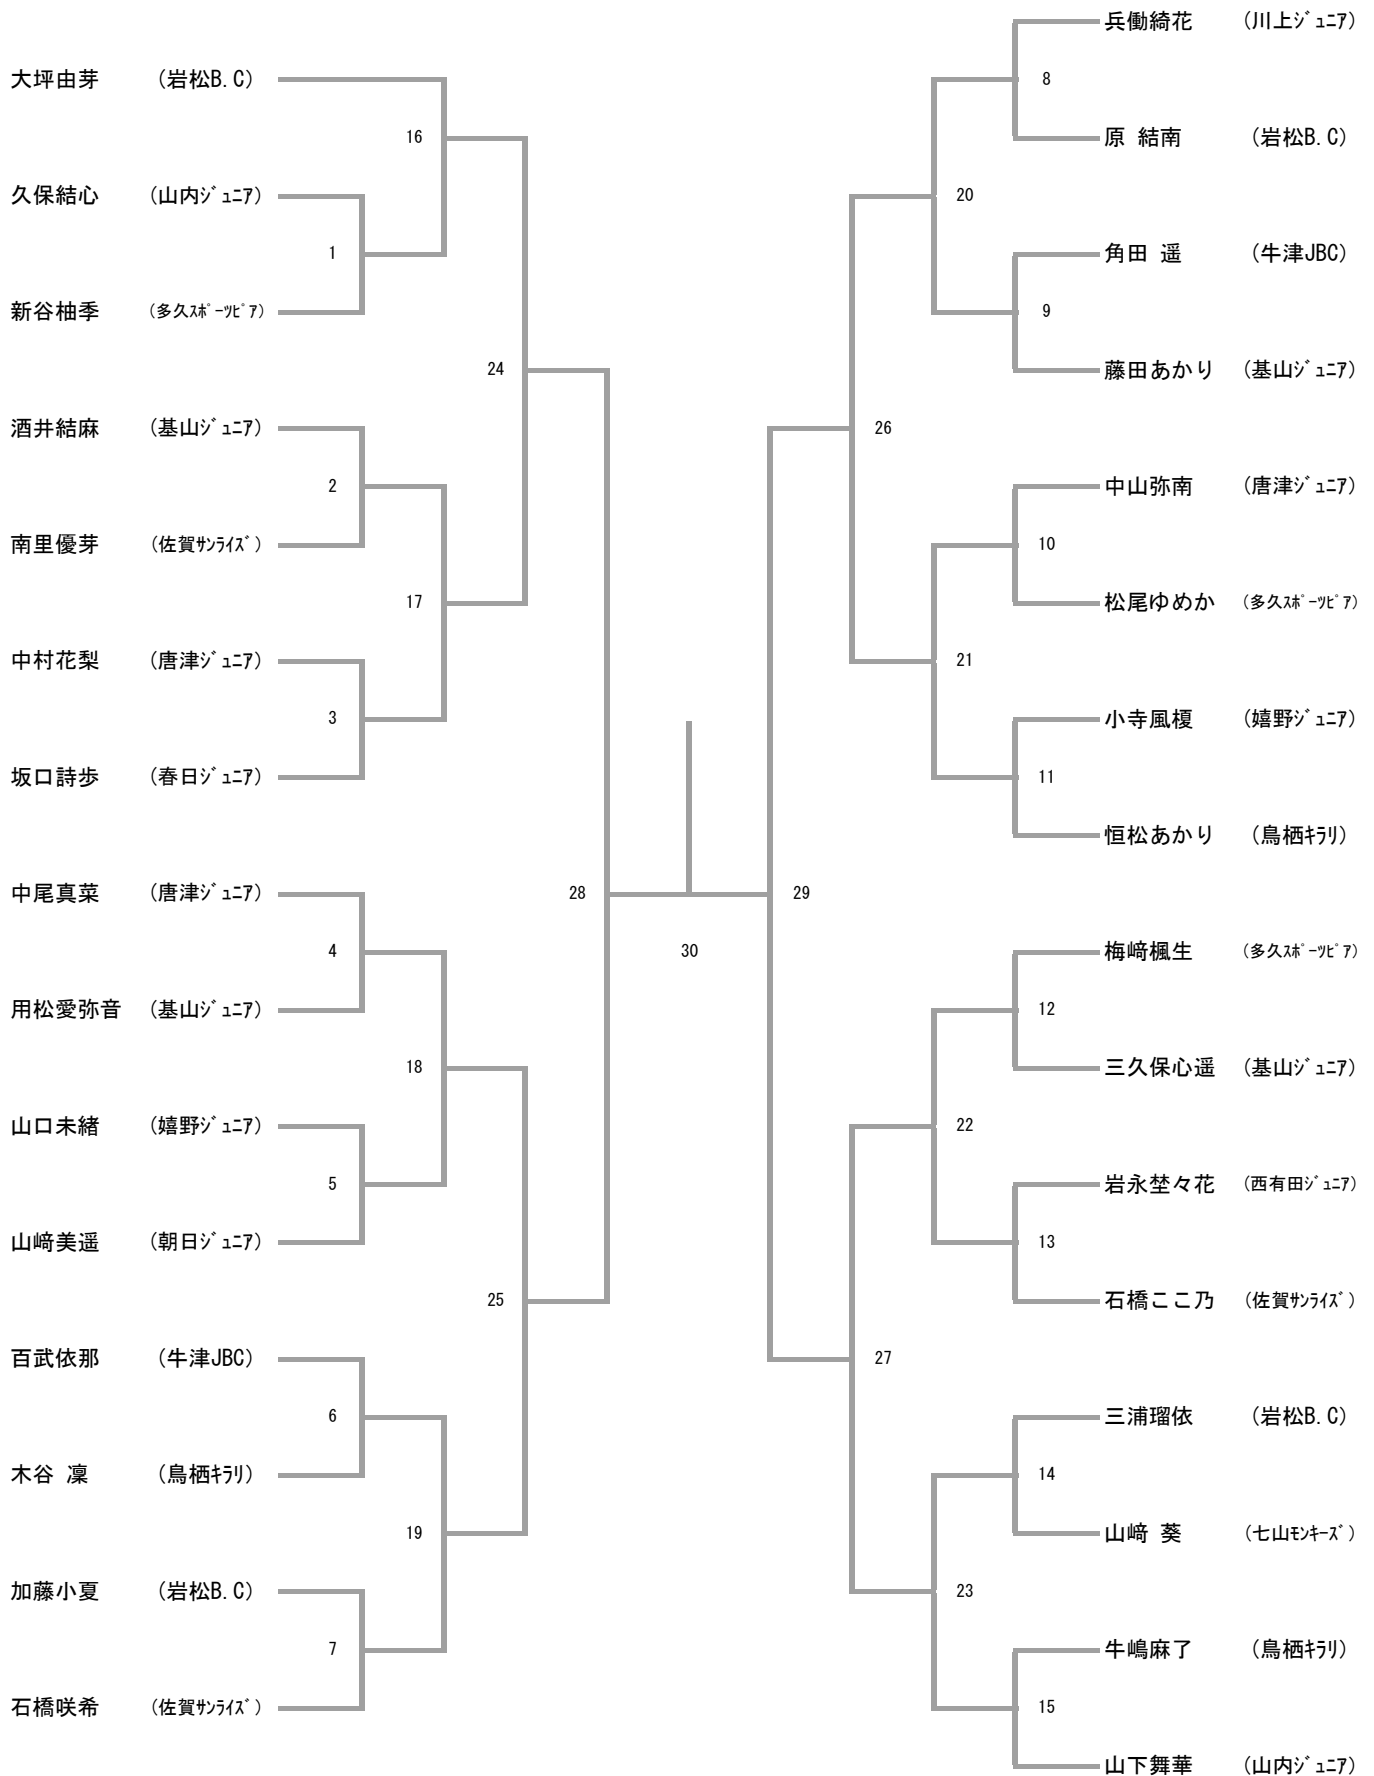 大坪由芽 (岩松B.C)
16
久保結心 (山内ｼﾞｭﾆｱ)
1
新谷柚季 (多久ｽﾎﾟｰﾂﾋﾟｱ)
24
酒井結麻 (基山ｼﾞｭﾆｱ)
2
南里優芽 (佐賀ｻﾝﾗｲｽﾞ)
17
中村花梨 (唐津ｼﾞｭﾆｱ)
3
坂口詩歩 (春日ｼﾞｭﾆｱ)
中尾真菜 (唐津ｼﾞｭﾆｱ)
28
4
用松愛弥音 (基山ｼﾞｭﾆｱ)
18
山口未緒 (嬉野ｼﾞｭﾆｱ)
5
山﨑美遥 (朝日ｼﾞｭﾆｱ)
25
百武依那 (牛津JBC)
6
木谷 凜 (鳥栖ｷﾗﾘ)
19
加藤小夏 (岩松B.C)
7
石橋咲希 (佐賀ｻﾝﾗｲｽﾞ)
30
兵働綺花 (川上ｼﾞｭﾆｱ)
8
原 結南 (岩松B.C)
20
角田 遥 (牛津JBC)
9
藤田あかり (基山ｼﾞｭﾆｱ)
26
中山弥南 (唐津ｼﾞｭﾆｱ)
10
松尾ゆめか (多久ｽﾎﾟｰﾂﾋﾟｱ)
21
小寺風榎 (嬉野ｼﾞｭﾆｱ)
11
恒松あかり (鳥栖ｷﾗﾘ)
29
梅﨑楓生 (多久ｽﾎﾟｰﾂﾋﾟｱ)
12
三久保心遥 (基山ｼﾞｭﾆｱ)
22
岩永埜々花 (西有田ｼﾞｭﾆｱ)
13
石橋ここ乃 (佐賀ｻﾝﾗｲｽﾞ)
27
三浦瑠依 (岩松B.C)
14
山﨑 葵 (七山ﾓﾝｷｰｽﾞ)
23
牛嶋麻了 (鳥栖ｷﾗﾘ)
15
山下舞華 (山内ｼﾞｭﾆｱ)